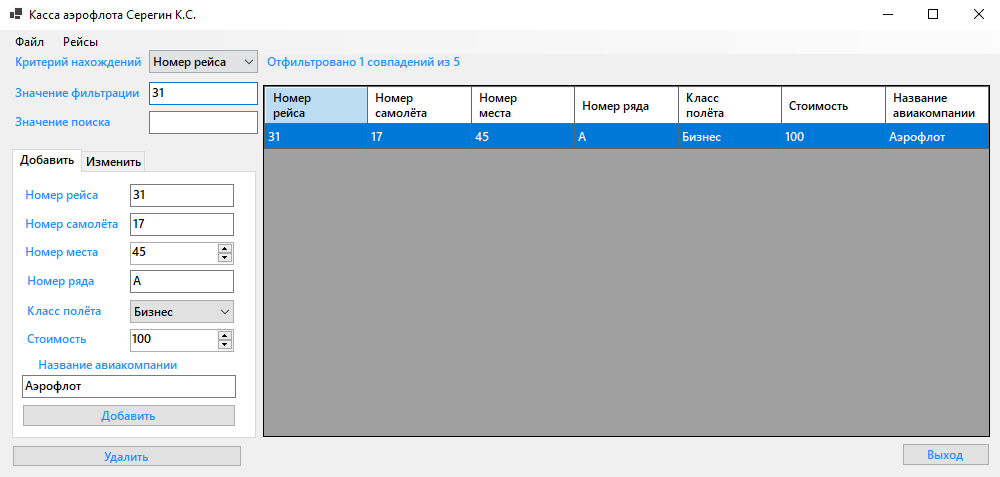 Касса аэрофлота Серегин К.С.
Файл Рейсы
Критерий нахождений Номер рейса Отфильтровано 1 совпадений из 5
Значение фильтрации 31
Значение поиска
Номер рейса Номер самолёта Номер места Номер ряда Класс полёта Стоимость Название авиакомпании
31 17 45 А Бизнес 100 Аэрофлот
Добавить Изменить
Номер рейса 31
Номер самолёта 17
Номер места 45
Номер ряда А
Класс полёта Бизнес
Стоимость 100
Название авиакомпании
Аэрофлот
Добавить
Удалить Выход